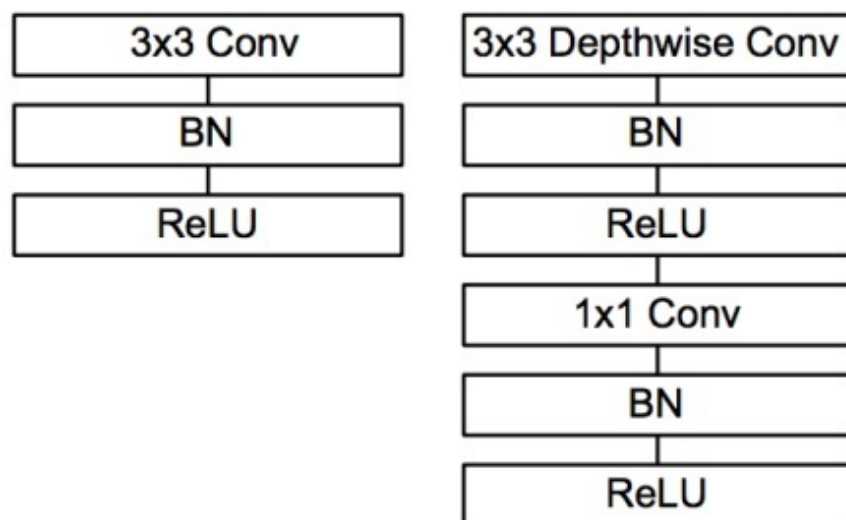 3x3 Conv
BN
ReLU
3x3 Depthwise Conv
BN
ReLU
1x1 Conv
BN
ReLU